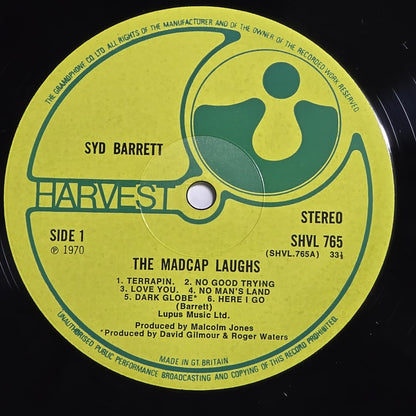 THE GRAMOPHONE CO LTD. ALL RIGHTS OF THE MANUFACTURER AND OF THE OWNER OF THE RECORDED WORK RESERVED
SYD BARRETT
HARVEST
SIDE 1
℗ 1970
STEREO
SHVL 765
(SHVL.765A) 33⅓
THE MADCAP LAUGHS
1. TERRAPIN. 2. NO GOOD TRYING
3. LOVE YOU. 4. NO MAN'S LAND
5. DARK GLOBE* 6. HERE I GO
(Barrett)
Lupus Music Ltd.
Produced by Malcolm Jones
*Produced by David Gilmour & Roger Waters
MADE IN GT. BRITAIN
UNAUTHORISED PUBLIC PERFORMANCE BROADCASTING AND COPYING OF THIS RECORD PROHIBITED.